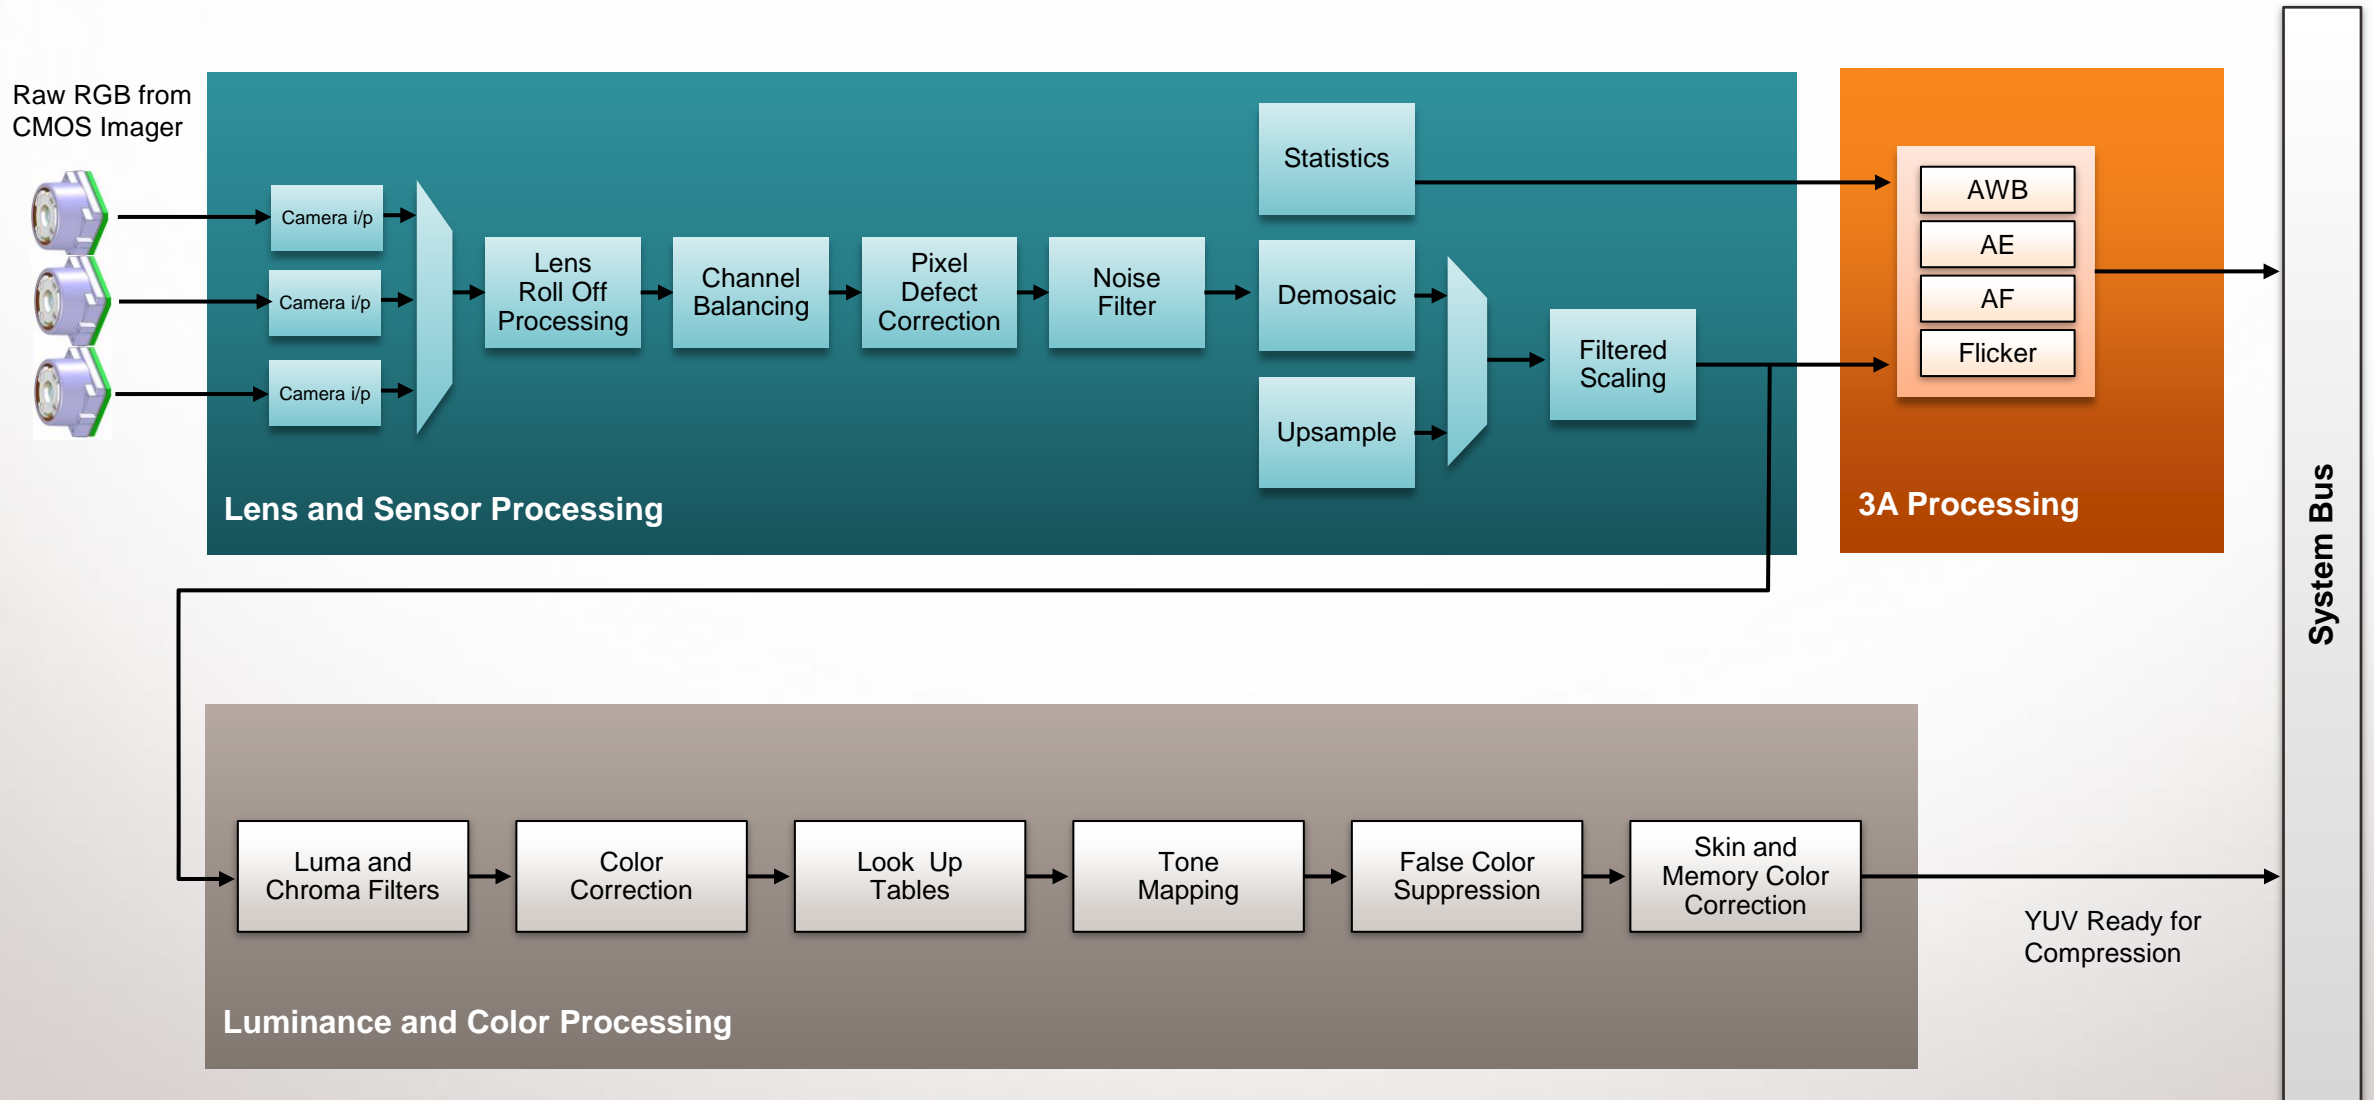 Raw RGB from
CMOS Imager
Camera i/p
Camera i/p
Camera i/p
Lens
Roll Off
Processing
Channel
Balancing
Pixel
Defect
Correction
Noise
Filter
Statistics
Demosaic
Upsample
Filtered
Scaling
Lens and Sensor Processing
AWB
AE
AF
Flicker
3A Processing
System Bus
Luma and
Chroma Filters
Color
Correction
Look Up
Tables
Tone
Mapping
False Color
Suppression
Skin and
Memory Color
Correction
YUV Ready for
Compression
Luminance and Color Processing